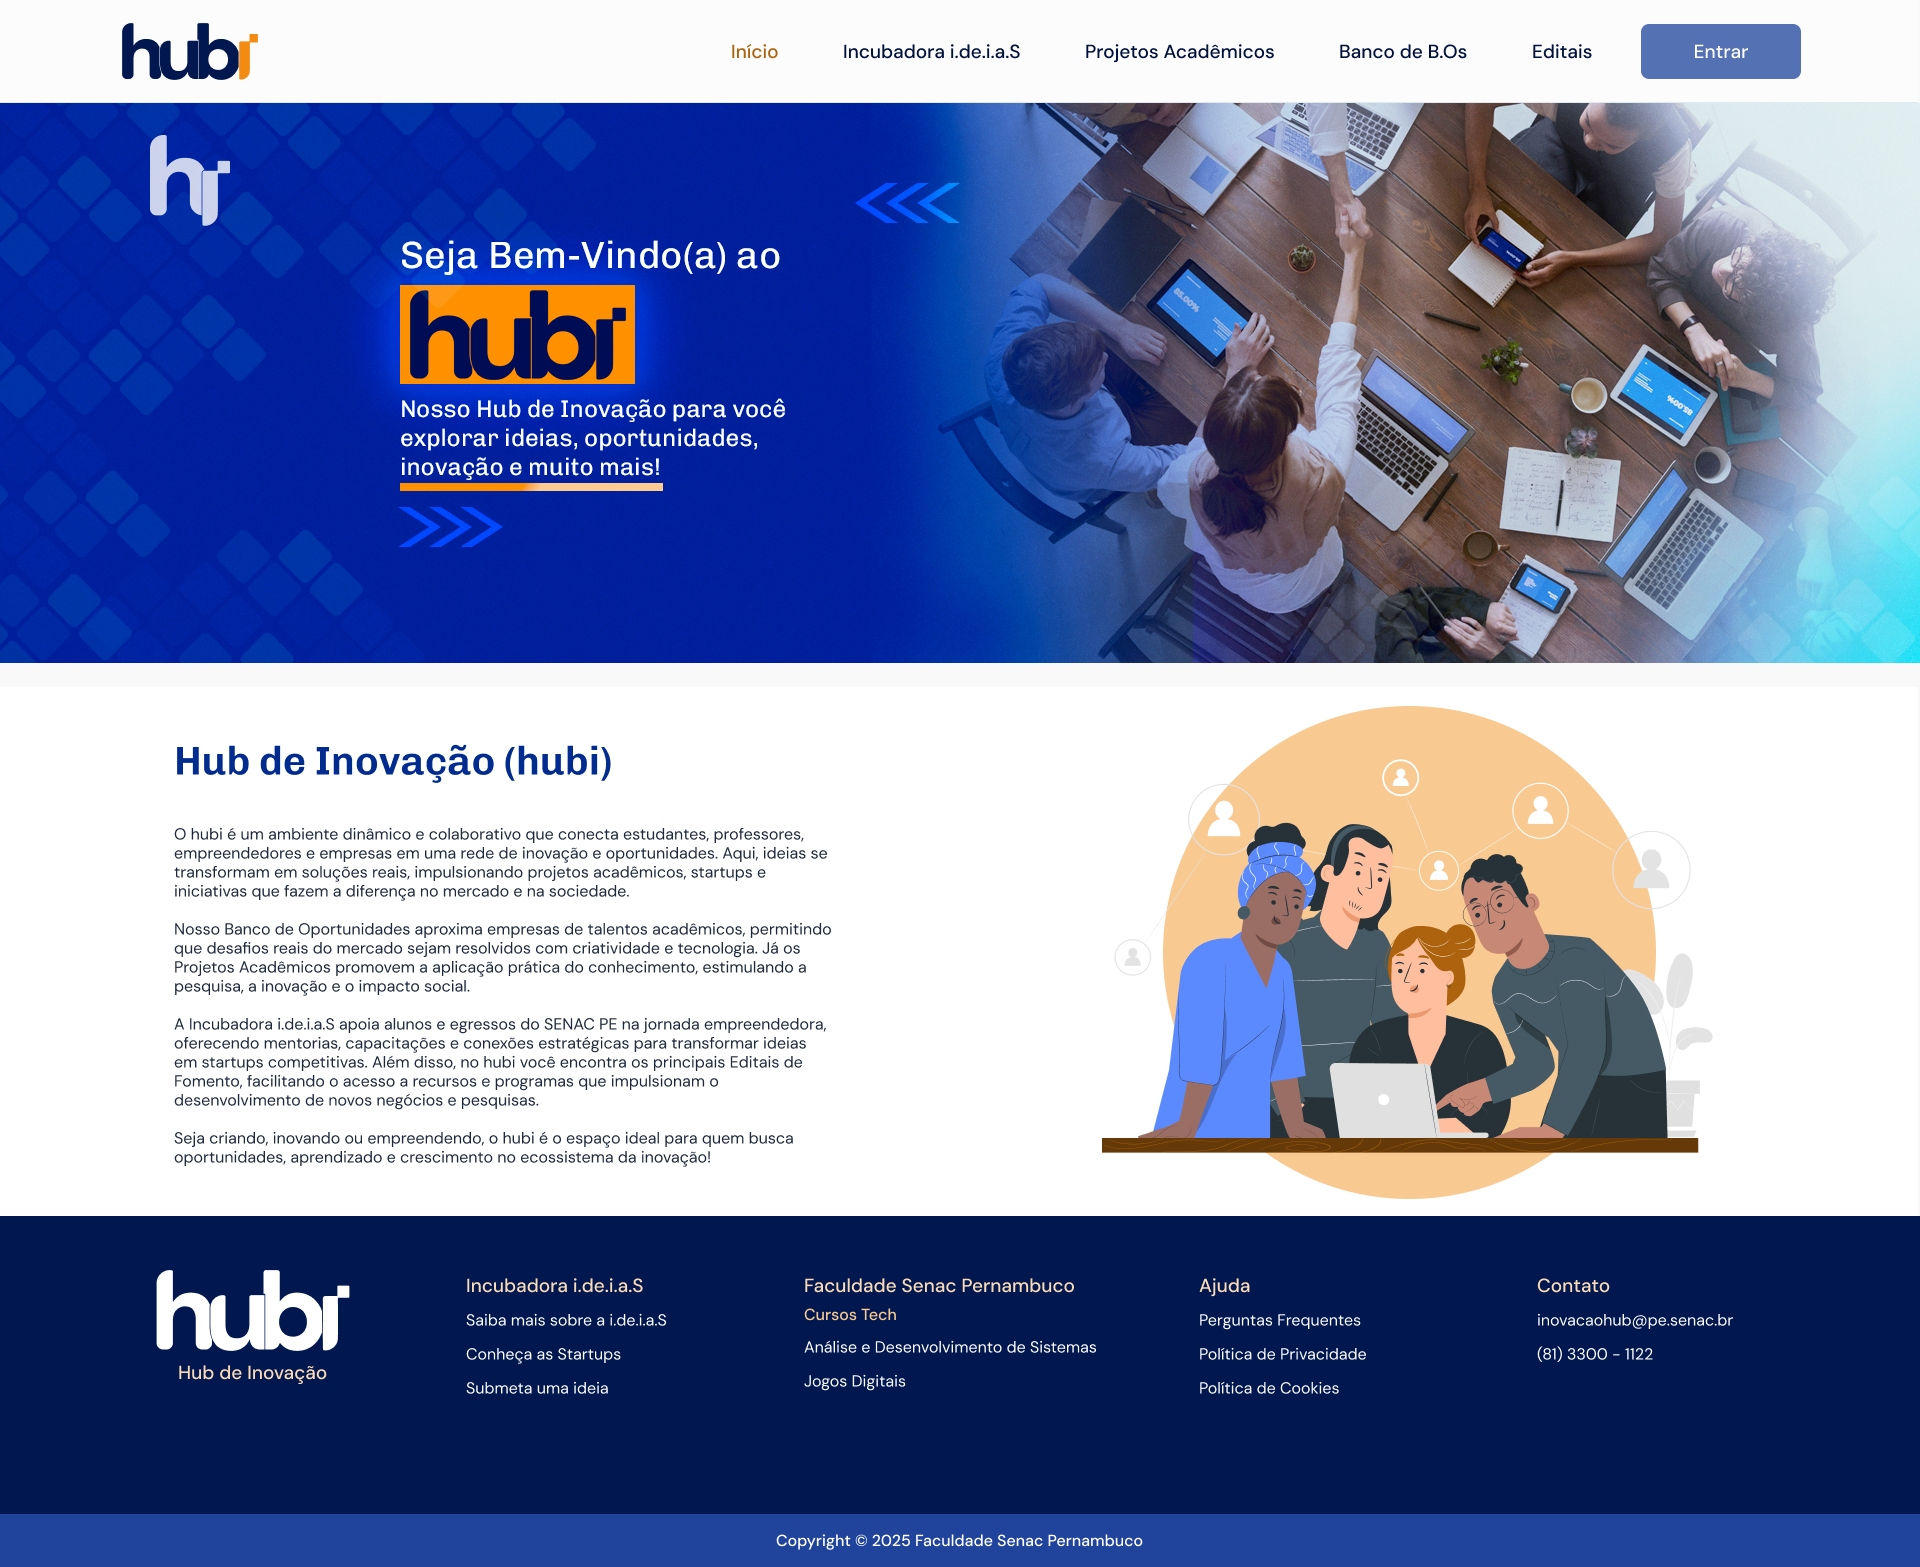 hubi
Início
Incubadora i.de.i.a.S
Projetos Acadêmicos
Banco de B.Os
Editais
Entrar
hi
Seja Bem-Vindo(a) ao
hubi
Nosso Hub de Inovação para você
explorar ideias, oportunidades,
inovação e muito mais!
85.00%
85.00%
Hub de Inovação (hubi)
O hubi é um ambiente dinâmico e colaborativo que conecta estudantes, professores,
empreendedores e empresas em uma rede de inovação e oportunidades. Aqui, ideias se
transformam em soluções reais, impulsionando projetos acadêmicos, startups e
iniciativas que fazem a diferença no mercado e na sociedade.
Nosso Banco de Oportunidades aproxima empresas de talentos acadêmicos, permitindo
que desafios reais do mercado sejam resolvidos com criatividade e tecnologia. Já os
Projetos Acadêmicos promovem a aplicação prática do conhecimento, estimulando a
pesquisa, a inovação e o impacto social.
A Incubadora i.de.i.a.S apoia alunos e egressos do SENAC PE na jornada empreendedora,
oferecendo mentorias, capacitações e conexões estratégicas para transformar ideias
em startups competitivas. Além disso, no hubi você encontra os principais Editais de
Fomento, facilitando o acesso a recursos e programas que impulsionam o
desenvolvimento de novos negócios e pesquisas.
Seja criando, inovando ou empreendendo, o hubi é o espaço ideal para quem busca
oportunidades, aprendizado e crescimento no ecossistema da inovação!
hubi
Hub de Inovação
Incubadora i.de.i.a.S
Saiba mais sobre a i.de.i.a.S
Conheça as Startups
Submeta uma ideia
Faculdade Senac Pernambuco
Cursos Tech
Análise e Desenvolvimento de Sistemas
Jogos Digitais
Ajuda
Perguntas Frequentes
Política de Privacidade
Política de Cookies
Contato
inovacaohub@pe.senac.br
(81) 3300 - 1122
Copyright © 2025 Faculdade Senac Pernambuco